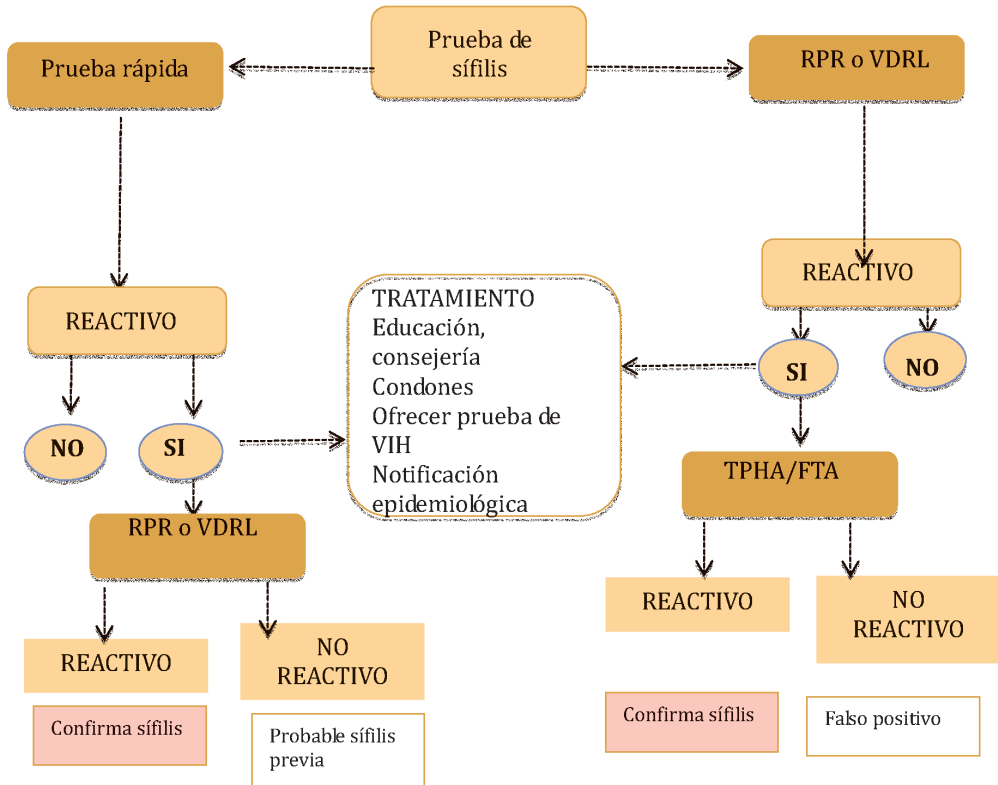 Prueba de
sífilis
Prueba rápida
RPR o VDRL
REACTIVO
NO
SI
RPR o VDRL
REACTIVO
NO
REACTIVO
Confirma sífilis
Probable sífilis
previa
TRATAMIENTO
Educación,
consejería
Condones
Ofrecer prueba de
VIH
Notificación
epidemiológica
REACTIVO
SI
NO
TPHA/FTA
REACTIVO
NO
REACTIVO
Confirma sífilis
Falso positivo